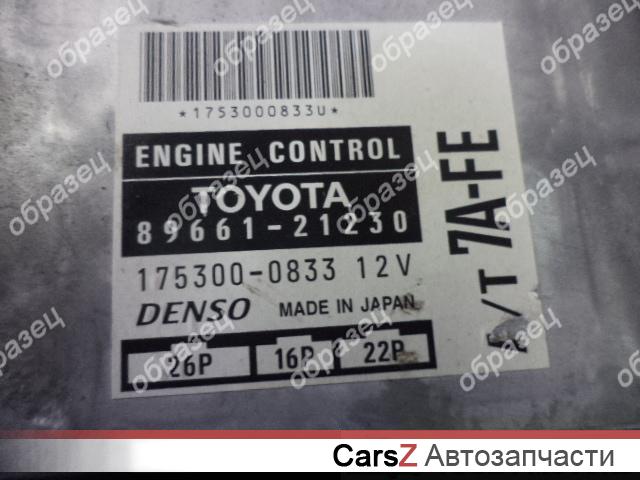 *1753000833U*
ENGINE CONTROL
TOYOTA
89661-21230
175300-0833 12V
DENSO MADE IN JAPAN
26P 16P 22P
A/T 7A-FE
образец
CarsZ Автозапчасти